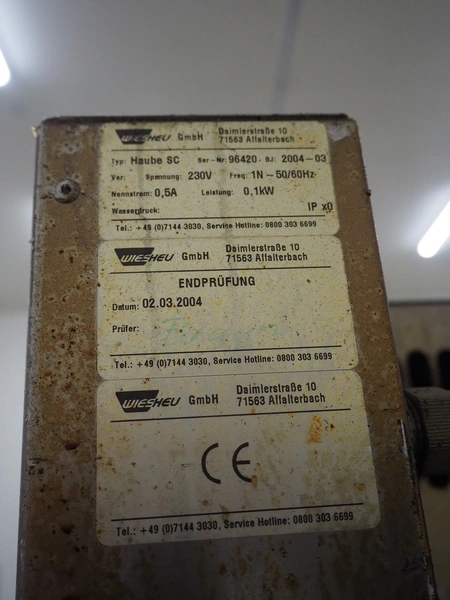 WIESHEU GmbH Daimlerstraße 10
71563 Affalterbach
Typ: Haube SC Ser-Nr. 96420. BJ: 2004-03
Var: Spannung: 230V Freq: 1N~50/60Hz
Nennstrom: 0,5A Leistung: 0,1kW
Wasserdruck: IP x0
Tel.: +49 (0)7144 3030, Service Hotline: 0800 303 6699
WIESHEU GmbH Daimlerstraße 10
71563 Affalterbach
ENDPRÜFUNG
Datum: 02.03.2004
Prüfer:
Tel.: +49 (0)7144 3030, Service Hotline: 0800 303 6699
WIESHEU GmbH Daimlerstraße 10
71563 Affalterbach
CE
Tel.: +49 (0)7144 3030, Service Hotline: 0800 303 6699